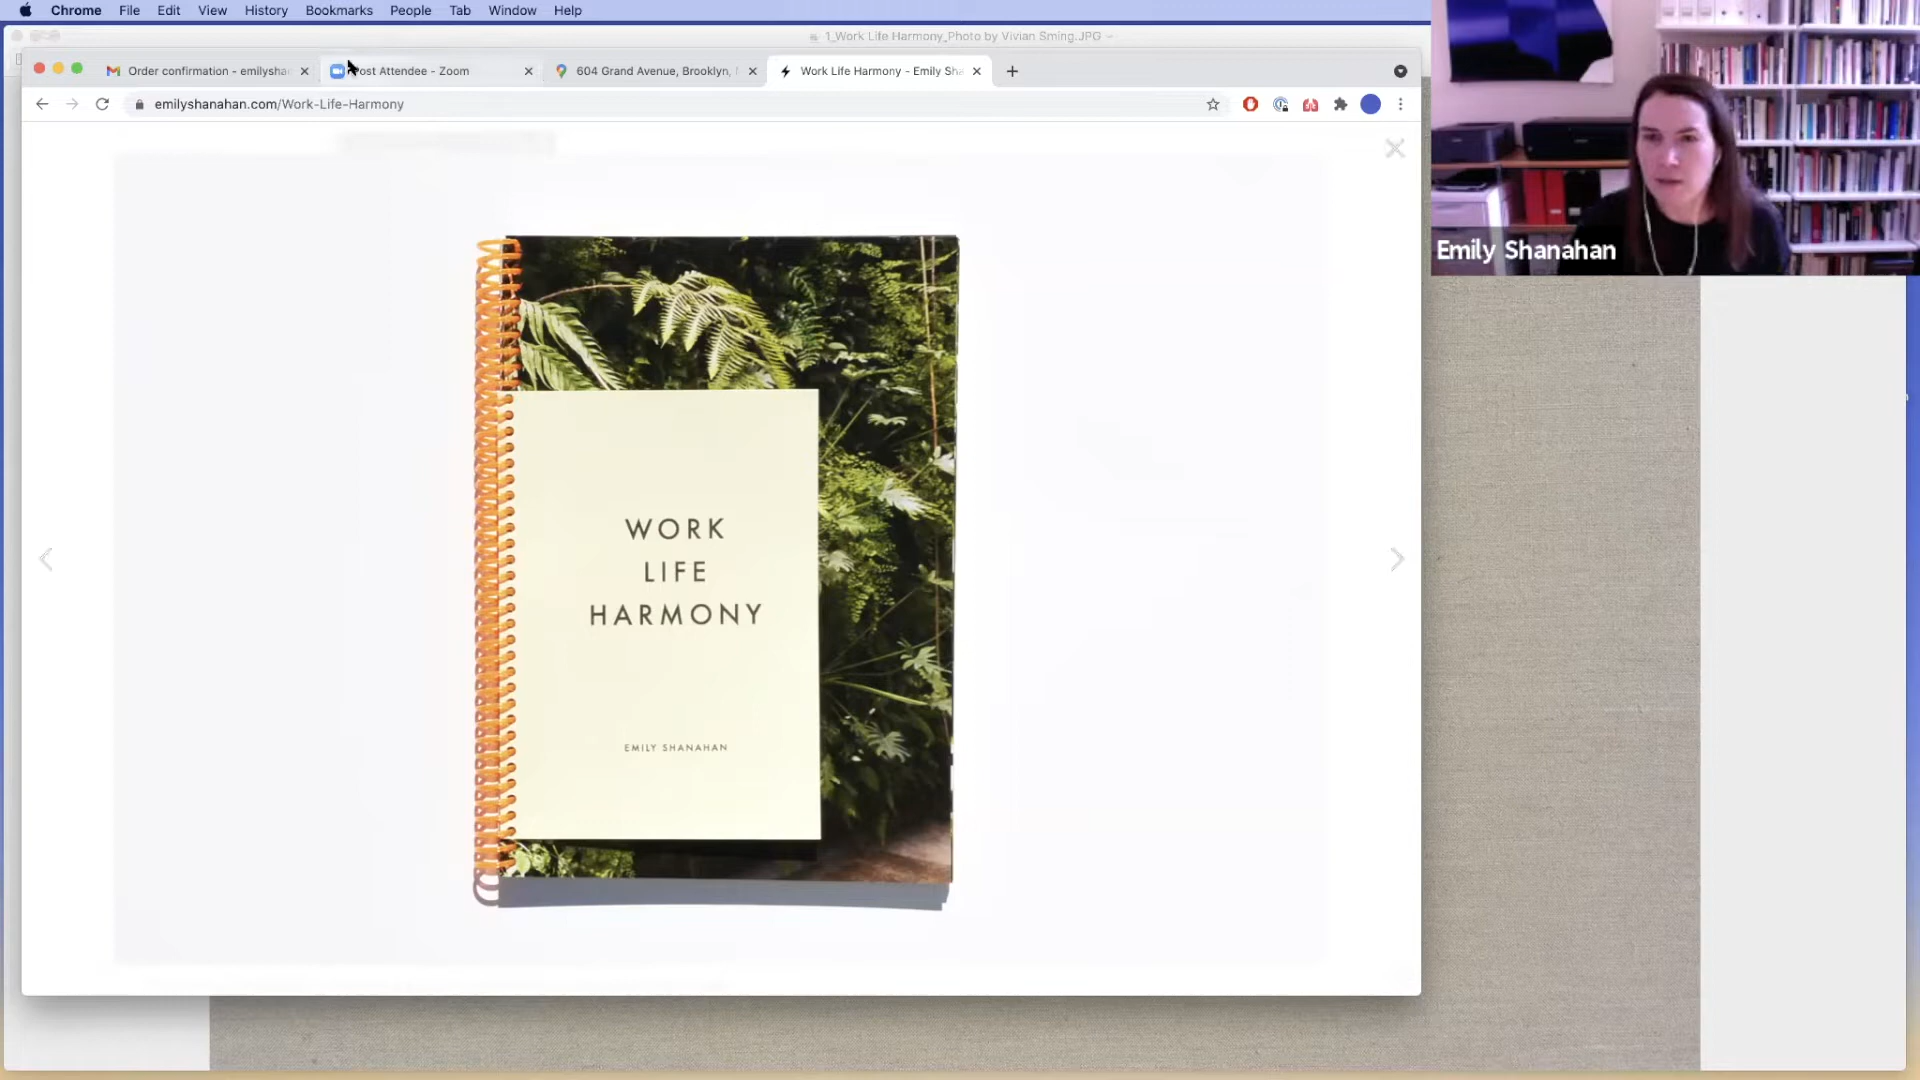 Chrome File Edit View History Bookmarks People Tab Window Help
1_Work Life Harmony_Photo by Vivian Sming.JPG
Order confirmation - emilysha
ost Attendee - Zoom
604 Grand Avenue, Brooklyn,
Work Life Harmony - Emily Sha
emilyshanahan.com/Work-Life-Harmony
Emily Shanahan
WORK
LIFE
HARMONY
EMILY SHANAHAN